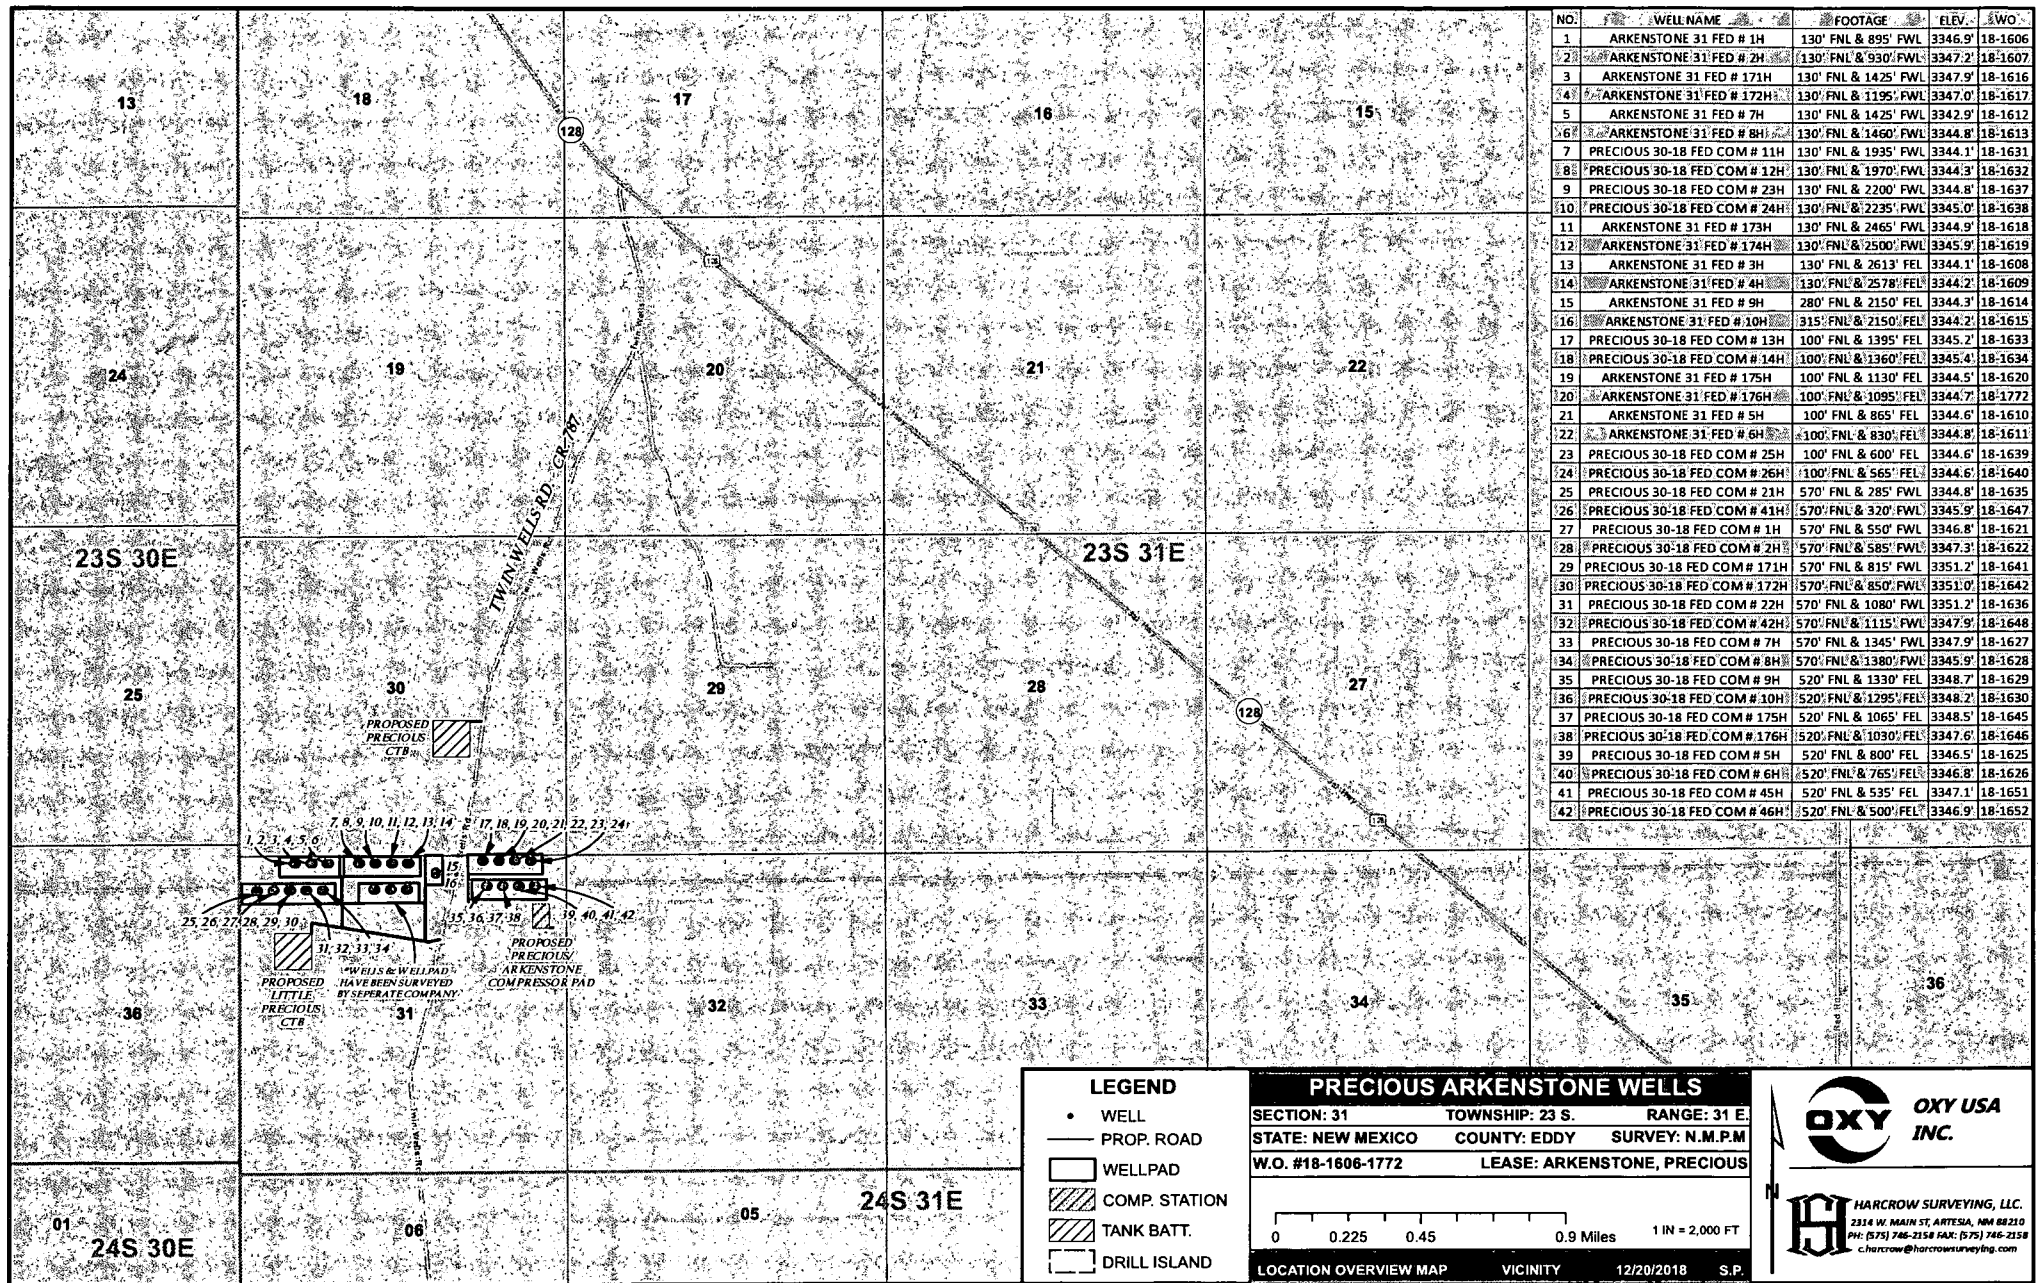 NO. WELL NAME FOOTAGE ELEV. WO
1 ARKENSTONE 31 FED # 1H 130' FNL & 895' FWL 3346.9' 18-1606
2 ARKENSTONE 31 FED # 2H 130' FNL & 930' FWL 3347.2' 18-1607
3 ARKENSTONE 31 FED # 171H 130' FNL & 1425' FWL 3347.9' 18-1616
4 ARKENSTONE 31 FED # 172H 130' FNL & 1195' FWL 3347.0' 18-1617
5 ARKENSTONE 31 FED # 7H 130' FNL & 1425' FWL 3342.9' 18-1612
6 ARKENSTONE 31 FED # 8H 130' FNL & 1460' FWL 3344.8' 18-1613
7 PRECIOUS 30-18 FED COM # 11H 130' FNL & 1935' FWL 3344.1' 18-1631
8 PRECIOUS 30-18 FED COM # 12H 130' FNL & 1970' FWL 3344.3' 18-1632
9 PRECIOUS 30-18 FED COM # 23H 130' FNL & 2200' FWL 3344.8' 18-1637
10 PRECIOUS 30-18 FED COM # 24H 130' FNL & 2235' FWL 3345.0' 18-1638
11 ARKENSTONE 31 FED # 173H 130' FNL & 2465' FWL 3344.9' 18-1618
12 ARKENSTONE 31 FED # 174H 130' FNL & 2500' FWL 3345.9' 18-1619
13 ARKENSTONE 31 FED # 3H 130' FNL & 2613' FEL 3344.1' 18-1608
14 ARKENSTONE 31 FED # 4H 130' FNL & 2578' FEL 3344.2' 18-1609
15 ARKENSTONE 31 FED # 9H 280' FNL & 2150' FEL 3344.3' 18-1614
16 ARKENSTONE 31 FED # 10H 315' FNL & 2150' FEL 3344.2' 18-1615
17 PRECIOUS 30-18 FED COM # 13H 100' FNL & 1395' FEL 3345.2' 18-1633
18 PRECIOUS 30-18 FED COM # 14H 100' FNL & 1360' FEL 3345.4' 18-1634
19 ARKENSTONE 31 FED # 175H 100' FNL & 1130' FEL 3344.5' 18-1620
20 ARKENSTONE 31 FED # 176H 100' FNL & 1095' FEL 3344.7' 18-1772
21 ARKENSTONE 31 FED # 5H 100' FNL & 865' FEL 3344.6' 18-1610
22 ARKENSTONE 31 FED # 6H 100' FNL & 830' FEL 3344.8' 18-1611
23 PRECIOUS 30-18 FED COM # 25H 100' FNL & 600' FEL 3344.6' 18-1639
24 PRECIOUS 30-18 FED COM # 26H 100' FNL & 565' FEL 3344.6' 18-1640
25 PRECIOUS 30-18 FED COM # 21H 570' FNL & 285' FWL 3344.8' 18-1635
26 PRECIOUS 30-18 FED COM # 41H 570' FNL & 320' FWL 3345.9' 18-1647
27 PRECIOUS 30-18 FED COM # 1H 570' FNL & 550' FWL 3346.8' 18-1621
28 PRECIOUS 30-18 FED COM # 2H 570' FNL & 585' FWL 3347.3' 18-1622
29 PRECIOUS 30-18 FED COM # 171H 570' FNL & 815' FWL 3351.2' 18-1641
30 PRECIOUS 30-18 FED COM # 172H 570' FNL & 850' FWL 3351.0' 18-1642
31 PRECIOUS 30-18 FED COM # 22H 570' FNL & 1080' FWL 3351.2' 18-1636
32 PRECIOUS 30-18 FED COM # 42H 570' FNL & 1115' FWL 3347.9' 18-1648
33 PRECIOUS 30-18 FED COM # 7H 570' FNL & 1345' FWL 3347.9' 18-1627
34 PRECIOUS 30-18 FED COM # 8H 570' FNL & 1380' FWL 3345.9' 18-1628
35 PRECIOUS 30-18 FED COM # 9H 520' FNL & 1330' FEL 3348.7' 18-1629
36 PRECIOUS 30-18 FED COM # 10H 520' FNL & 1295' FEL 3348.2' 18-1630
37 PRECIOUS 30-18 FED COM # 175H 520' FNL & 1065' FEL 3348.5' 18-1645
38 PRECIOUS 30-18 FED COM # 176H 520' FNL & 1030' FEL 3347.6' 18-1646
39 PRECIOUS 30-18 FED COM # 5H 520' FNL & 800' FEL 3346.5' 18-1625
40 PRECIOUS 30-18 FED COM # 6H 520' FNL & 765' FEL 3346.8' 18-1626
41 PRECIOUS 30-18 FED COM # 45H 520' FNL & 535' FEL 3347.1' 18-1651
42 PRECIOUS 30-18 FED COM # 46H 520' FNL & 500' FEL 3346.9' 18-1652
13
18
17
16
15
128
128
24
19
20
21
22
Twin Wells Rd
TWIN WELLS RD. CR-787
Twin Wells Rd
128
23S 30E
23S 31E
25
30
29
28
27
128
PROPOSED
PRECIOUS
CTB
128
1, 2, 3, 4, 5, 6
7, 8, 9, 10, 11, 12, 13, 14
17, 18, 19, 20, 21, 22, 23, 24
15
16
25, 26, 27, 28, 29, 30
31, 32, 33, 34
35, 36, 37, 38
39, 40, 41, 42
PROPOSED
LITTLE
PRECIOUS
CTB
*WELLS & WELLPAD
HAVE BEEN SURVEYED
BY SEPERATE COMPANY
PROPOSED
PRECIOUS/
ARKENSTONE
COMPRESSOR PAD
36
31
32
33
34
35
36
Twin Wells Rd
01
24S 30E
06
05
24S 31E
LEGEND
WELL
PROP. ROAD
WELLPAD
COMP. STATION
TANK BATT.
DRILL ISLAND
PRECIOUS ARKENSTONE WELLS
SECTION: 31 TOWNSHIP: 23 S. RANGE: 31 E.
STATE: NEW MEXICO COUNTY: EDDY SURVEY: N.M.P.M
W.O. #18-1606-1772 LEASE: ARKENSTONE, PRECIOUS
0 0.225 0.45 0.9 Miles 1 IN = 2,000 FT
LOCATION OVERVIEW MAP VICINITY 12/20/2018 S.P.
N
OXY
OXY USA
INC.
HARCROW SURVEYING, LLC.
2314 W. MAIN ST, ARTESIA, NM 88210
PH: (575) 746-2158 FAX: (575) 746-2158
c.harcrow@harcrowsurveying.com